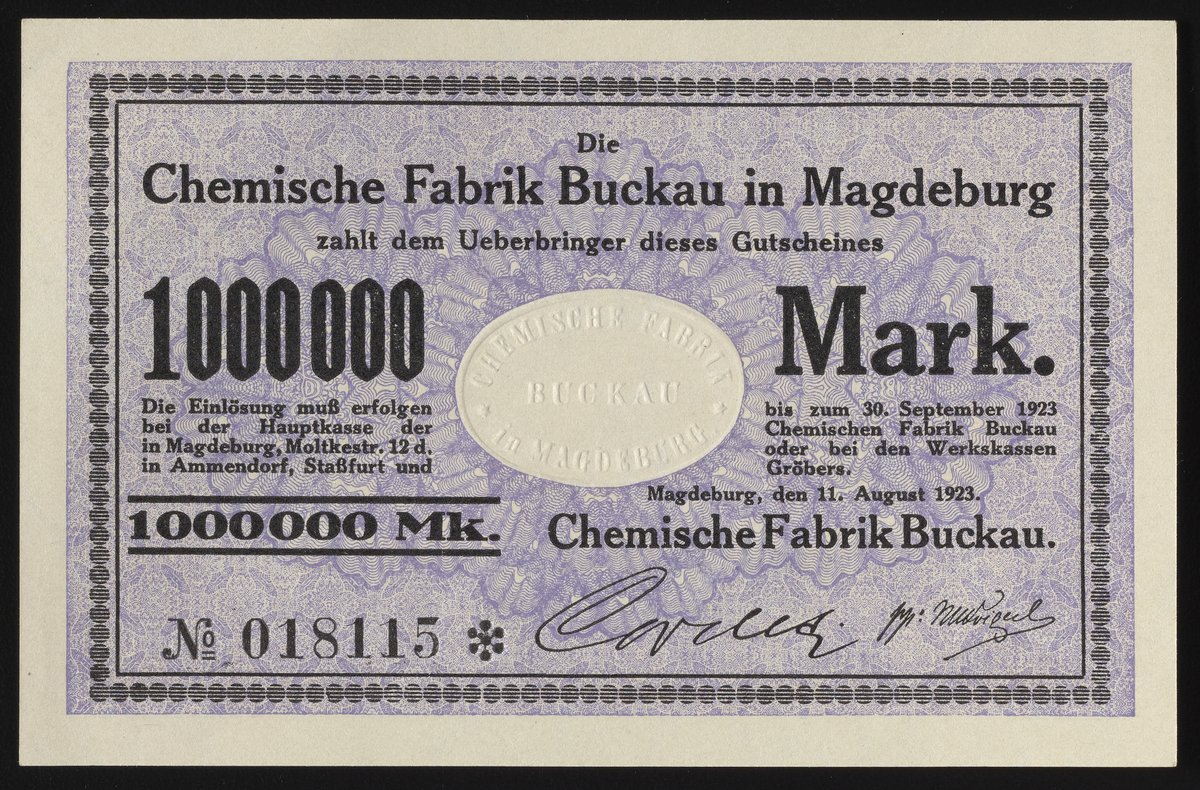 Die
Chemische Fabrik Buckau in Magdeburg
zahlt dem Ueberbringer dieses Gutscheines
1000 000 Mark.
CHEMISCHE FABRIK
BUCKAU
in MAGDEBURG
Die Einlösung muß erfolgen bis zum 30. September 1923
bei der Hauptkasse der Chemischen Fabrik Buckau
in Magdeburg, Moltkestr. 12 d. oder bei den Werkskassen
in Ammendorf, Staßfurt und Gröbers.
Magdeburg, den 11. August 1923.
1000000 Mk.
Chemische Fabrik Buckau.
№ 018115